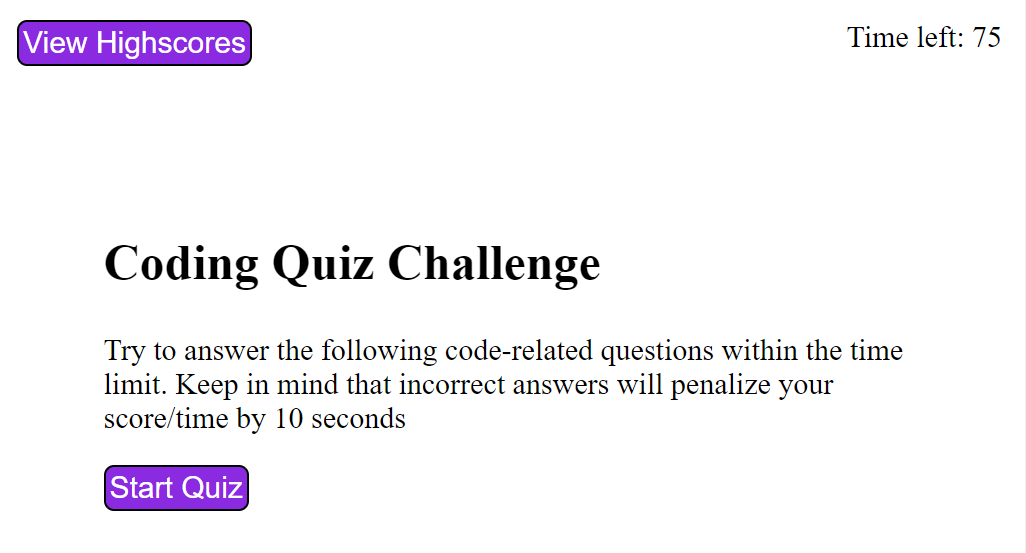 View Highscores
Time left: 75
Coding Quiz Challenge
Try to answer the following code-related questions within the time
limit. Keep in mind that incorrect answers will penalize your
score/time by 10 seconds
Start Quiz